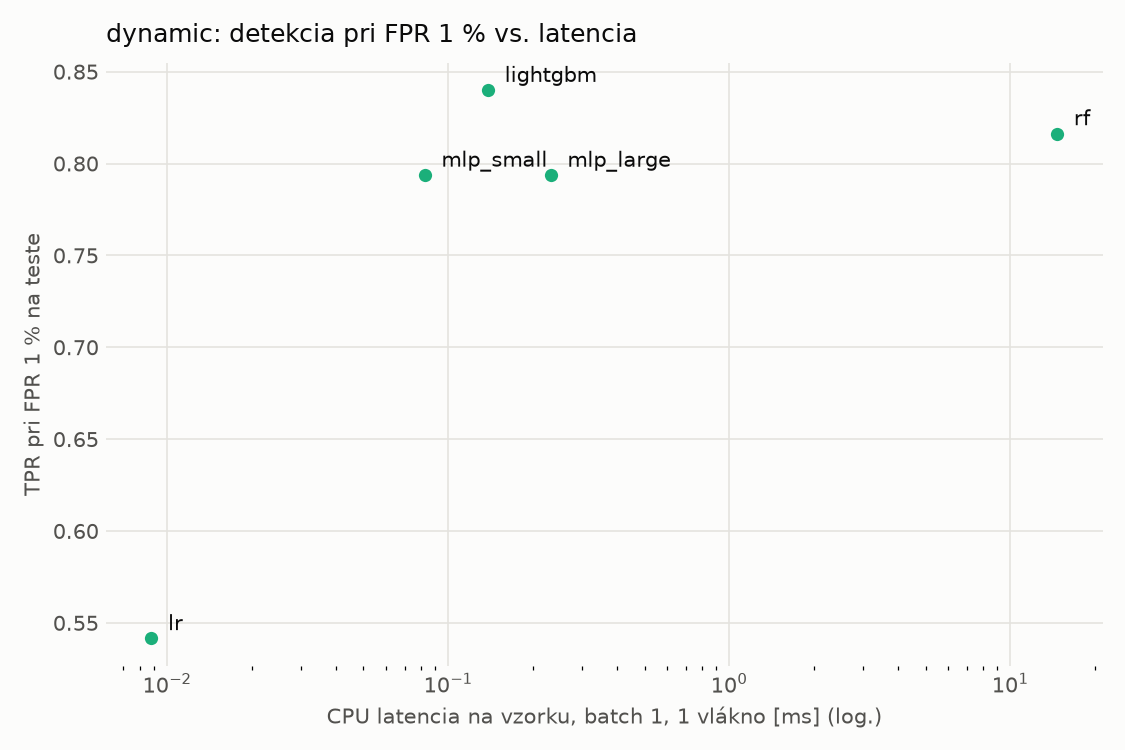 dynamic: detekcia pri FPR 1 % vs. latencia
TPR pri FPR 1 % na teste
0.85
0.80
0.75
0.70
0.65
0.60
0.55
lightgbm
rf
mlp_small
mlp_large
lr
10⁻²
10⁻¹
10⁰
10¹
CPU latencia na vzorku, batch 1, 1 vlákno [ms] (log.)